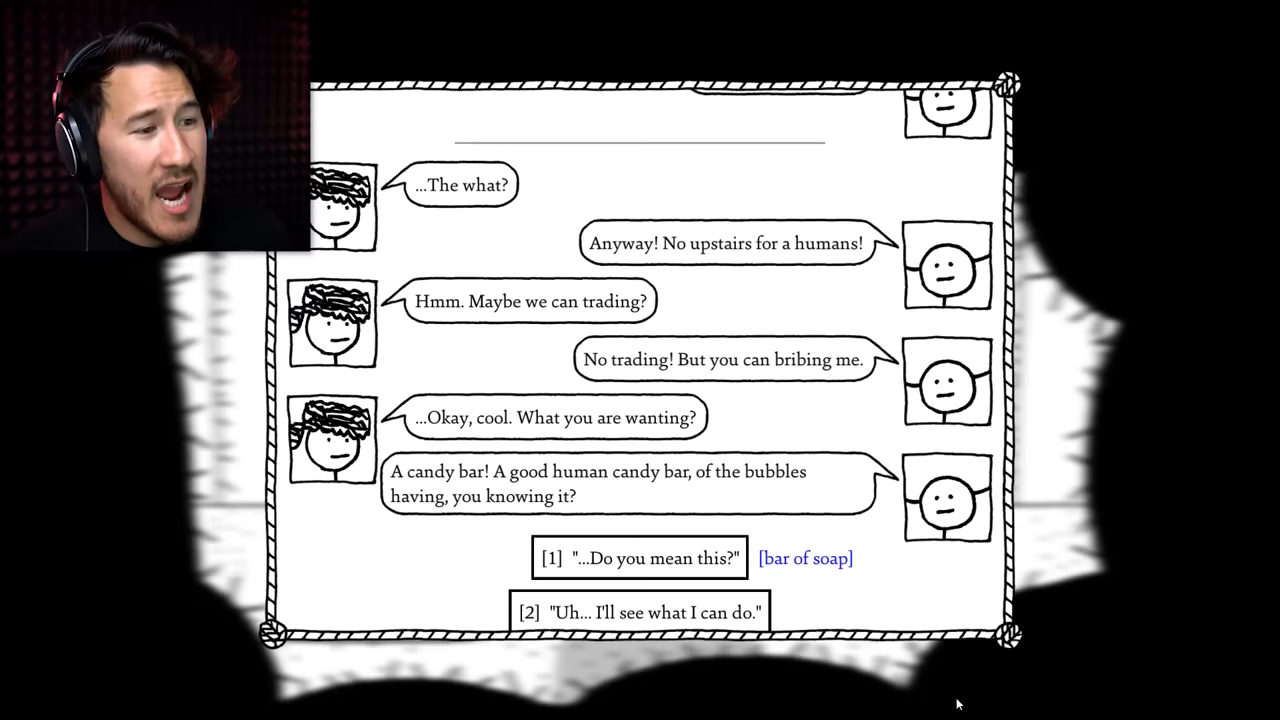 ...The what?
Anyway! No upstairs for a humans!
Hmm. Maybe we can trading?
No trading! But you can bribing me.
...Okay, cool. What you are wanting?
A candy bar! A good human candy bar, of the bubbles
having, you knowing it?
[1] "...Do you mean this?" [bar of soap]
[2] "Uh... I'll see what I can do."